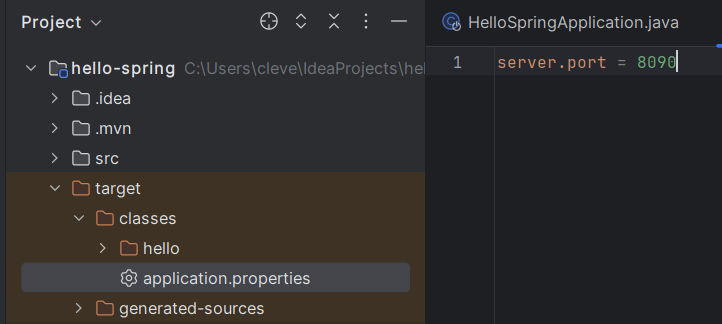 Project
hello-spring C:\Users\cleve\IdeaProjects\hel
.idea
.mvn
src
target
classes
hello
application.properties
generated-sources
HelloSpringApplication.java
1 server.port = 8090